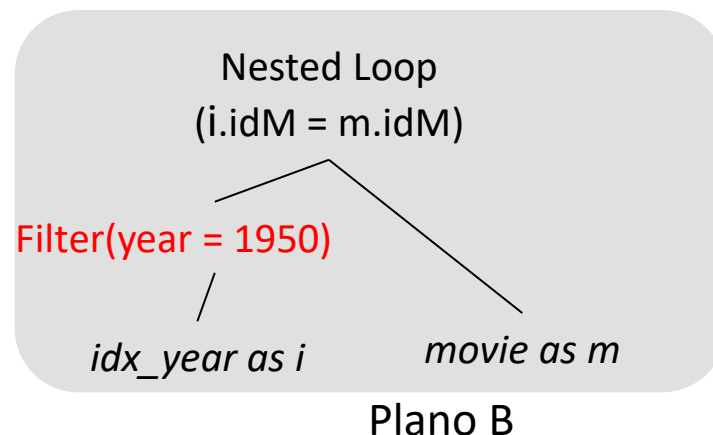 Nested Loop
(i.idM = m.idM)
Filter(year = 1950)
idx_year as i
movie as m
Plano B